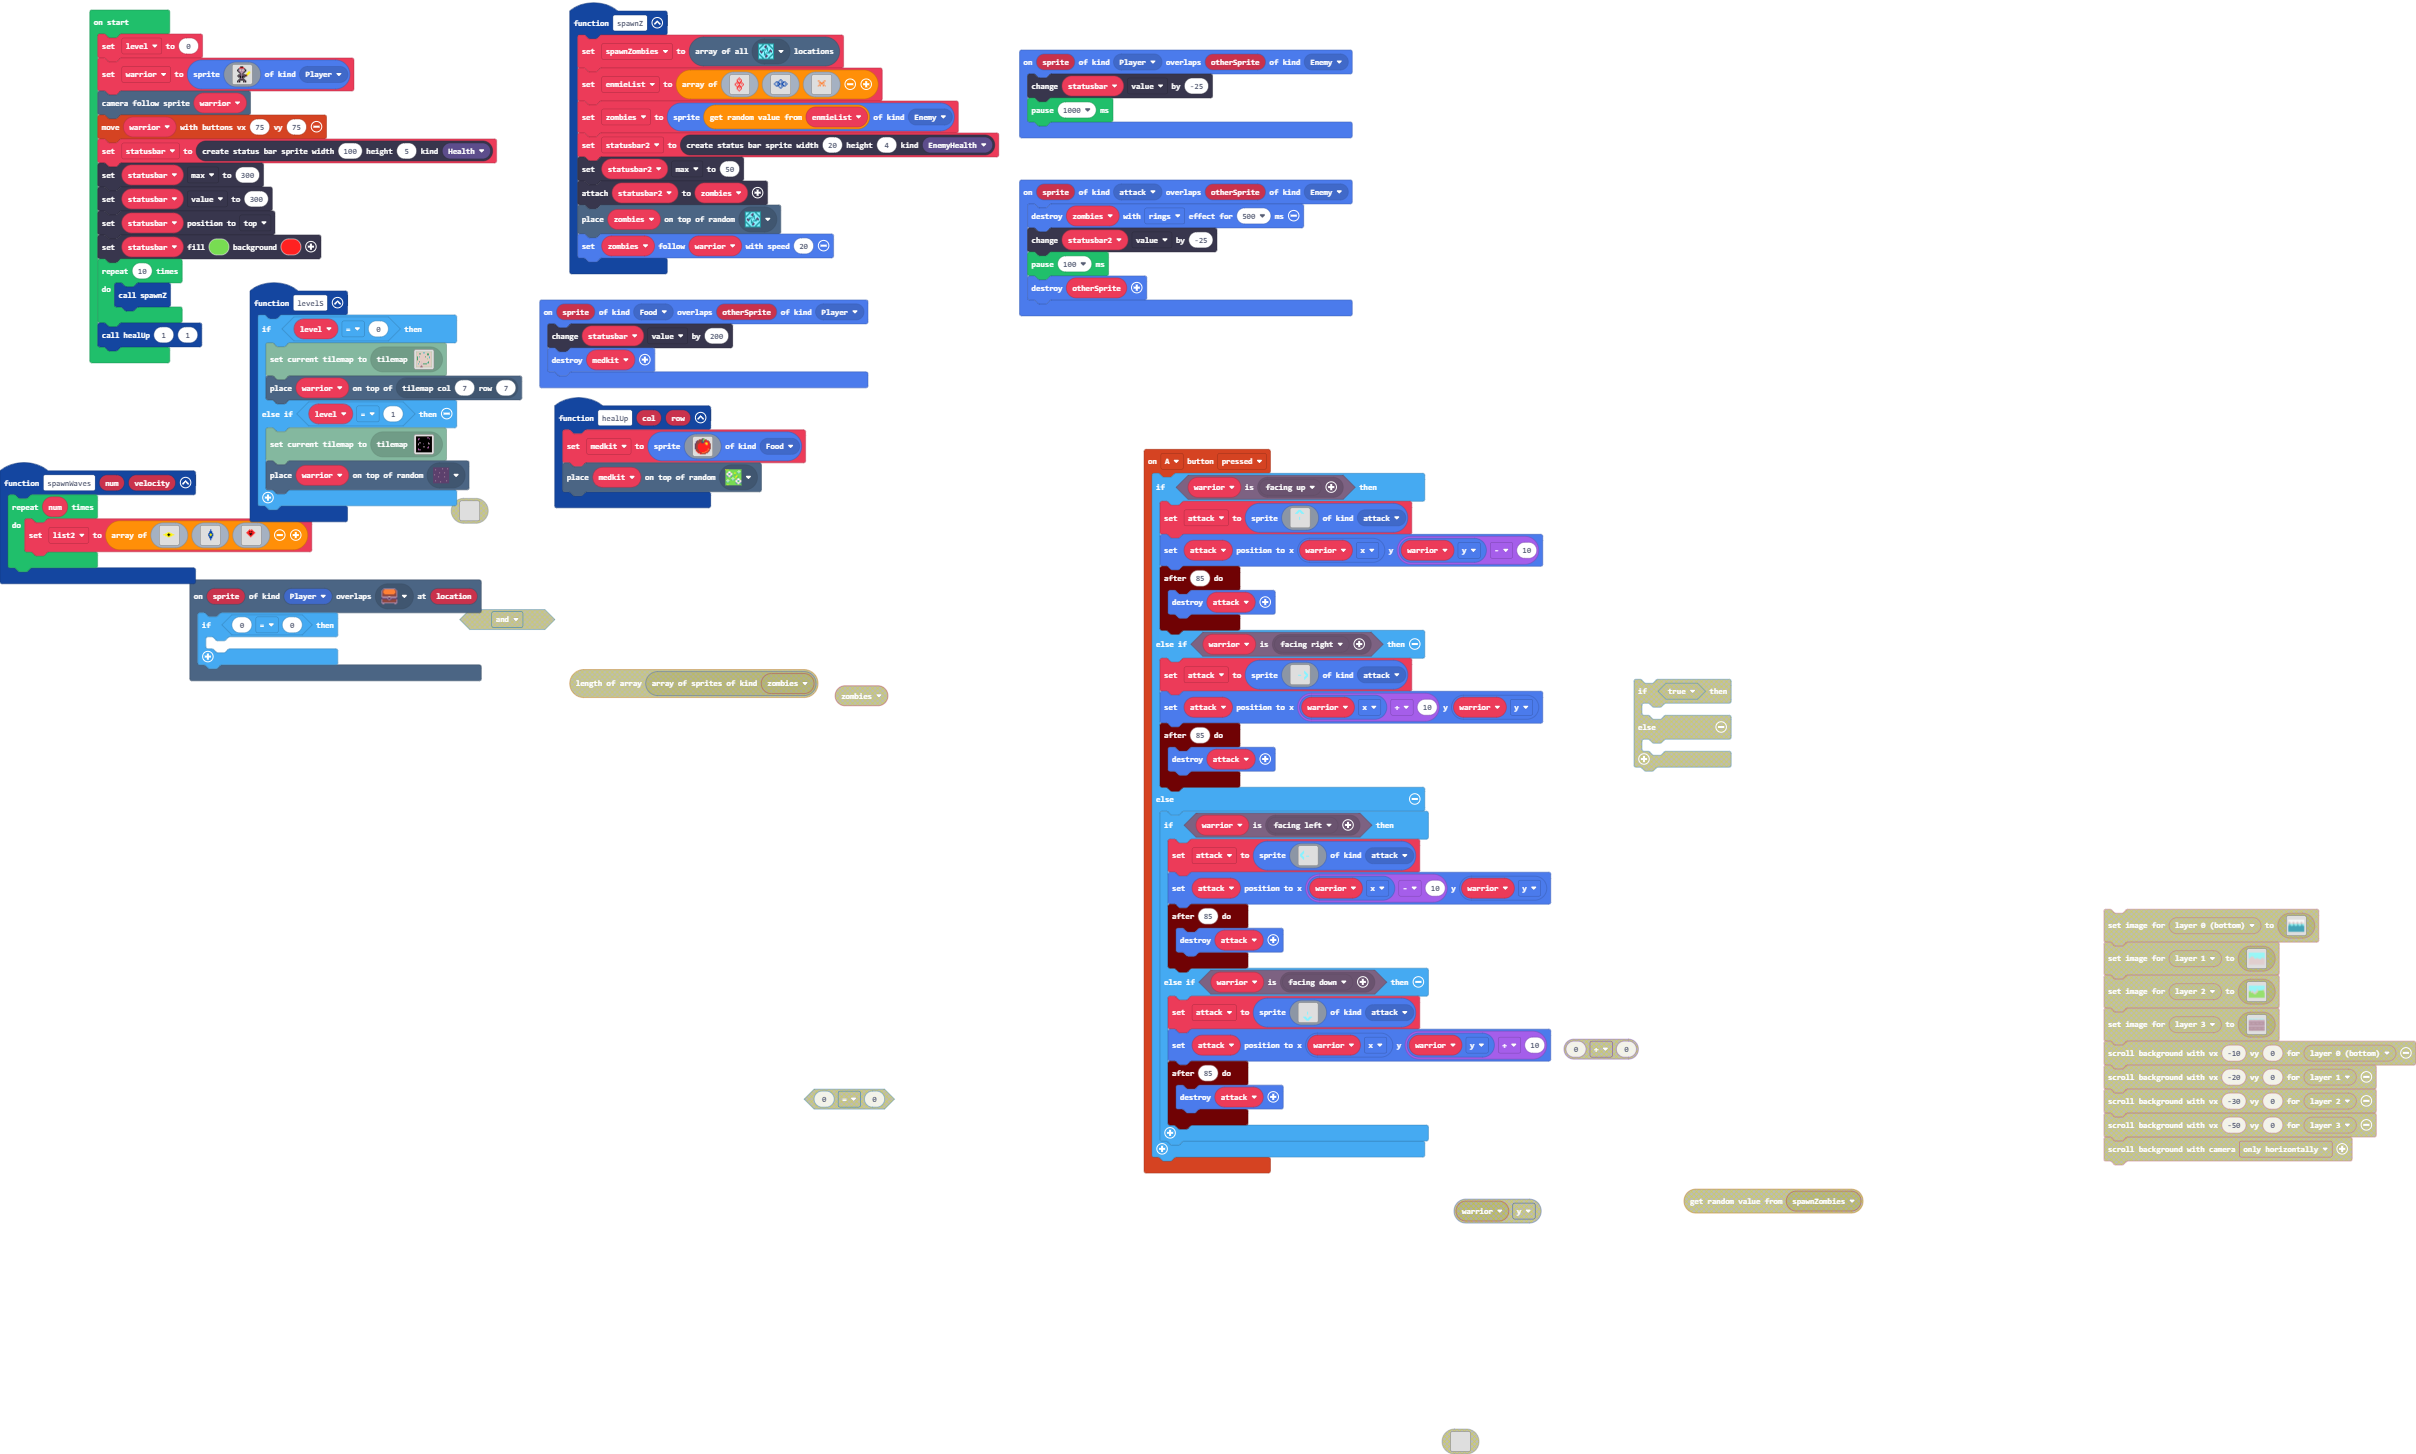 on start
set level to 0
set warrior to sprite of kind Player
camera follow sprite warrior
move warrior with buttons vx 75 vy 75
set statusbar to create status bar sprite width 100 height 5 kind Health
set statusbar max to 300
set statusbar value to 300
set statusbar position to top
set statusbar fill background
repeat 10 times
do
call spawnZ
call healUp 1 1
function levelS
if level = 0 then
set current tilemap to tilemap
place warrior on top of tilemap col 7 row 7
else if level = 1 then
set current tilemap to tilemap
place warrior on top of random
function spawnWaves num velocity
repeat num times
do
set list2 to array of
on sprite of kind Player overlaps at location
if 0 = 0 then
and
function spawnZ
set spawnZombies to array of all locations
set enmieList to array of
set zombies to sprite get random value from enmieList of kind Enemy
set statusbar2 to create status bar sprite width 20 height 4 kind EnemyHealth
set statusbar2 max to 50
attach statusbar2 to zombies
place zombies on top of random
set zombies follow warrior with speed 20
on sprite of kind Food overlaps otherSprite of kind Player
change statusbar value by 200
destroy medkit
function healUp col row
set medkit to sprite of kind Food
place medkit on top of random
length of array array of sprites of kind zombies
zombies
0 = 0
on sprite of kind Player overlaps otherSprite of kind Enemy
change statusbar value by -25
pause 1000 ms
on sprite of kind attack overlaps otherSprite of kind Enemy
destroy zombies with rings effect for 500 ms
change statusbar2 value by -25
pause 100 ms
destroy otherSprite
on A button pressed
if warrior is facing up then
set attack to sprite of kind attack
set attack position to x warrior x y warrior y - 10
after 85 do
destroy attack
else if warrior is facing right then
set attack to sprite of kind attack
set attack position to x warrior x + 10 y warrior y
after 85 do
destroy attack
else
if warrior is facing left then
set attack to sprite of kind attack
set attack position to x warrior x - 10 y warrior y
after 85 do
destroy attack
else if warrior is facing down then
set attack to sprite of kind attack
set attack position to x warrior x y warrior y + 10
after 85 do
destroy attack
0 + 0
warrior y
if true then
else
get random value from spawnZombies
set image for layer 0 (bottom) to
set image for layer 1 to
set image for layer 2 to
set image for layer 3 to
scroll background with vx -10 vy 0 for layer 0 (bottom)
scroll background with vx -20 vy 0 for layer 1
scroll background with vx -30 vy 0 for layer 2
scroll background with vx -50 vy 0 for layer 3
scroll background with camera only horizontally